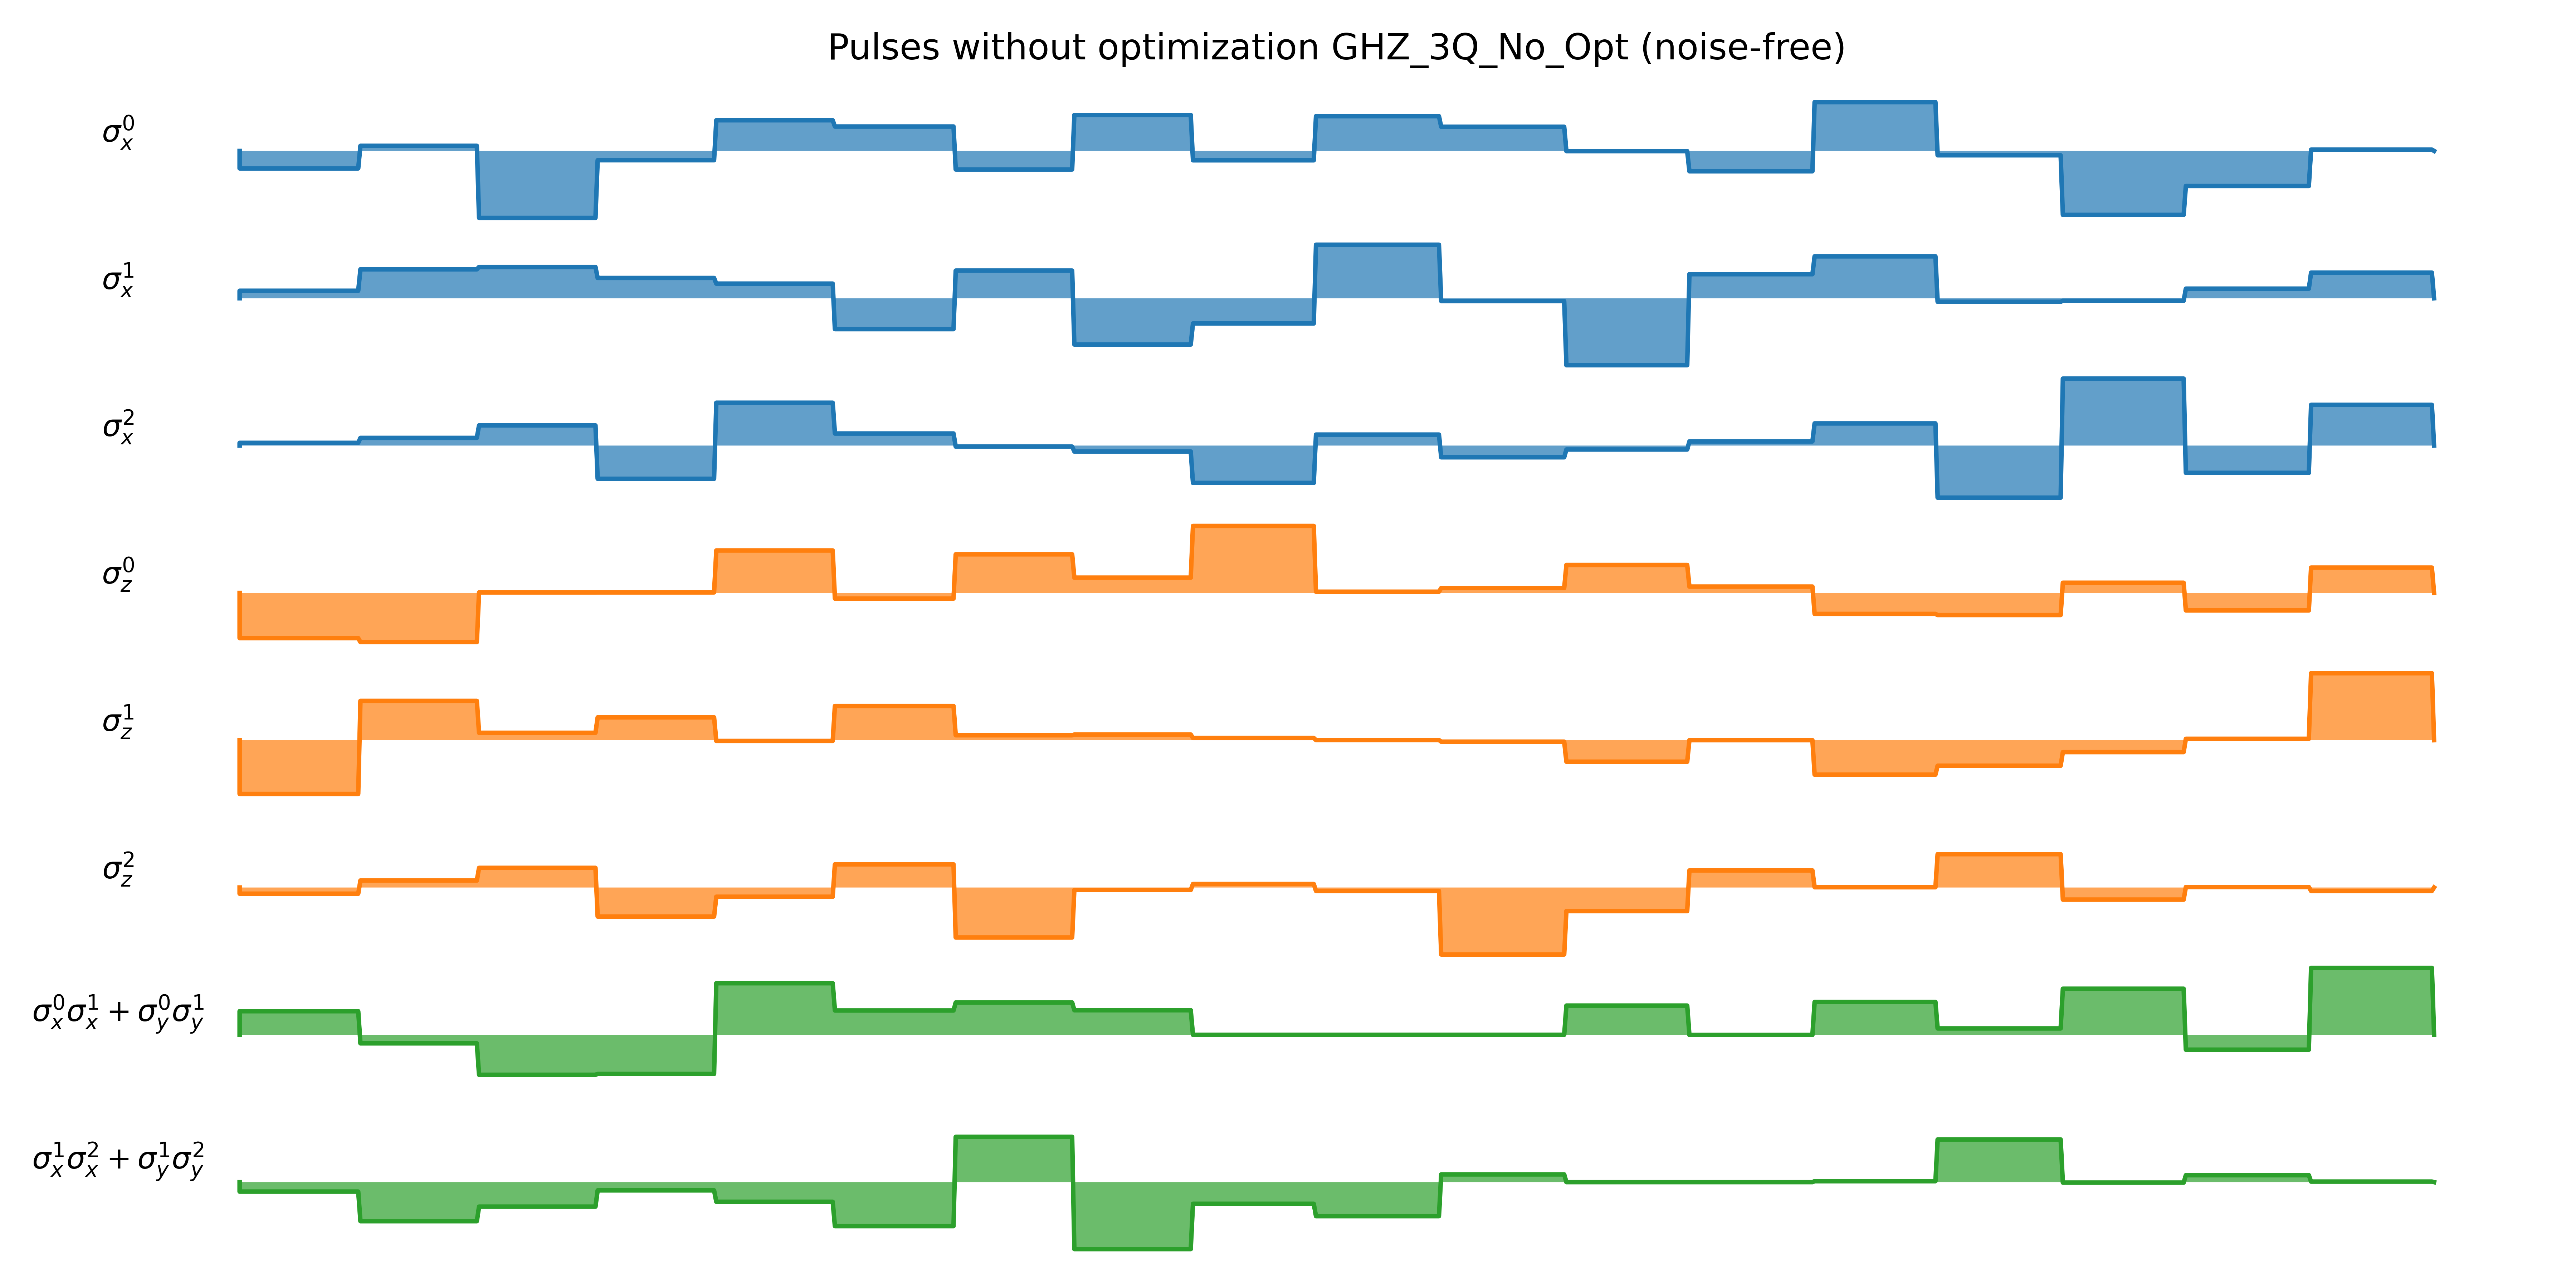 Pulses without optimization GHZ_3Q_No_Opt (noise-free)
σ_x^0
σ_x^1
σ_x^2
σ_z^0
σ_z^1
σ_z^2
σ_x^0σ_x^1 + σ_y^0σ_y^1
σ_x^1σ_x^2 + σ_y^1σ_y^2